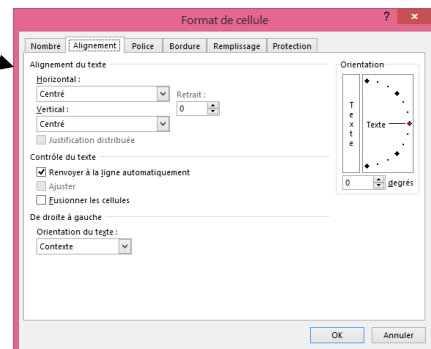 Format de cellule
? ×
Nombre Alignement Police Bordure Remplissage Protection
Alignement du texte
Horizontal :
Centré
Retrait :
Vertical :
0
Centré
Justification distribuée
Contrôle du texte
Renvoyer à la ligne automatiquement
Ajuster
Fusionner les cellules
De droite à gauche
Orientation du texte :
Contexte
Orientation
Texte
Texte
0 degrés
OK Annuler